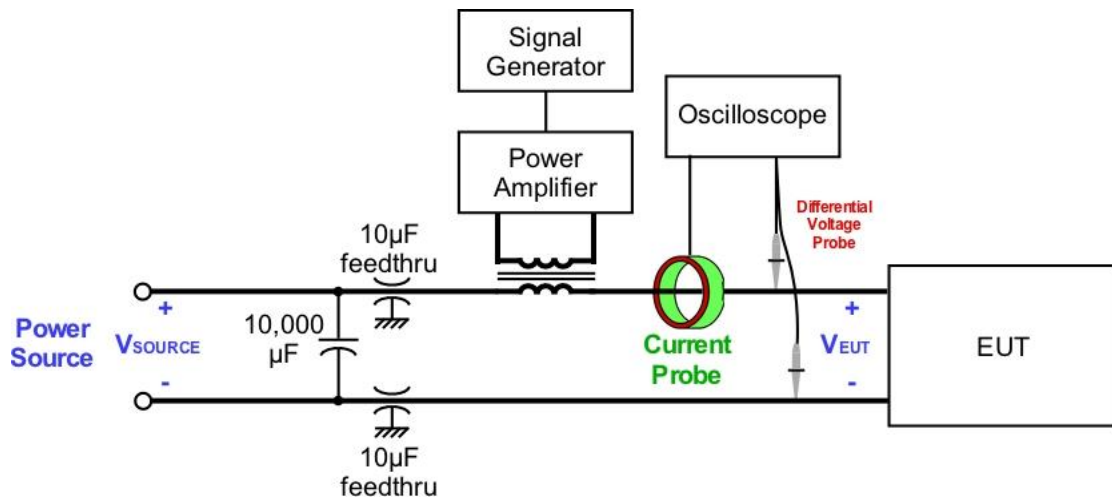 Signal
Generator
Oscilloscope
Power
Amplifier
Differential
Voltage
Probe
10µF
feedthru
+
Power
Source
VSOURCE
-
10,000
µF
Current
Probe
+
VEUT
-
EUT
10µF
feedthru